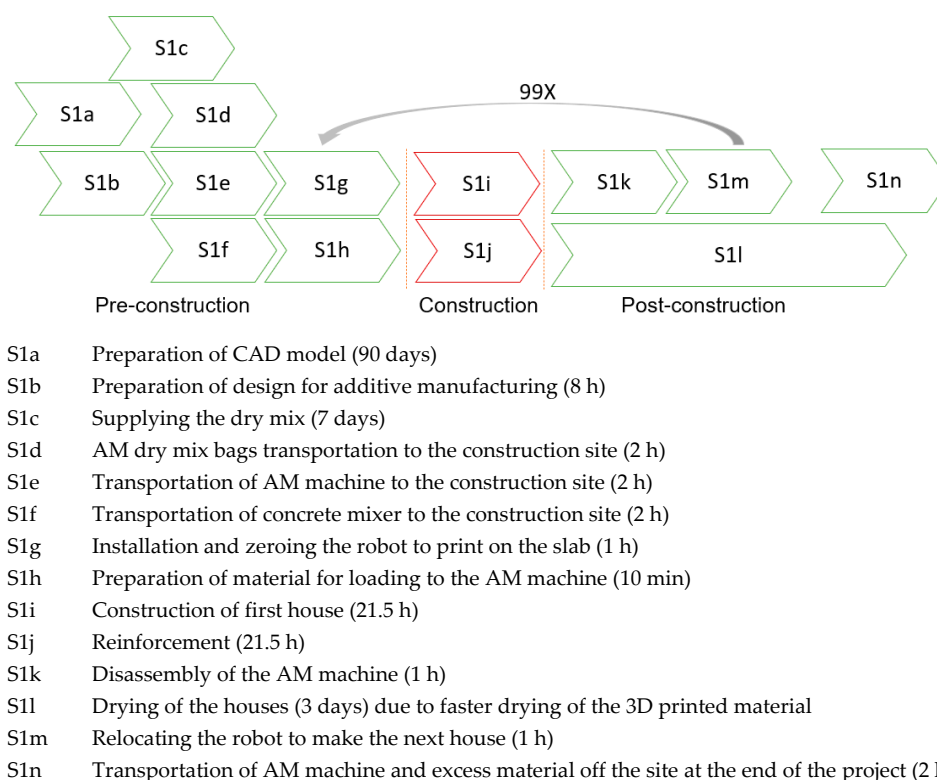 S1c
99X
S1a
S1d
S1b
S1e
S1g
S1i
S1k
S1m
S1n
S1f
S1h
S1j
S1l
Pre-construction
Construction
Post-construction
S1a Preparation of CAD model (90 days)
S1b Preparation of design for additive manufacturing (8 h)
S1c Supplying the dry mix (7 days)
S1d AM dry mix bags transportation to the construction site (2 h)
S1e Transportation of AM machine to the construction site (2 h)
S1f Transportation of concrete mixer to the construction site (2 h)
S1g Installation and zeroing the robot to print on the slab (1 h)
S1h Preparation of material for loading to the AM machine (10 min)
S1i Construction of first house (21.5 h)
S1j Reinforcement (21.5 h)
S1k Disassembly of the AM machine (1 h)
S1l Drying of the houses (3 days) due to faster drying of the 3D printed material
S1m Relocating the robot to make the next house (1 h)
S1n Transportation of AM machine and excess material off the site at the end of the project (2